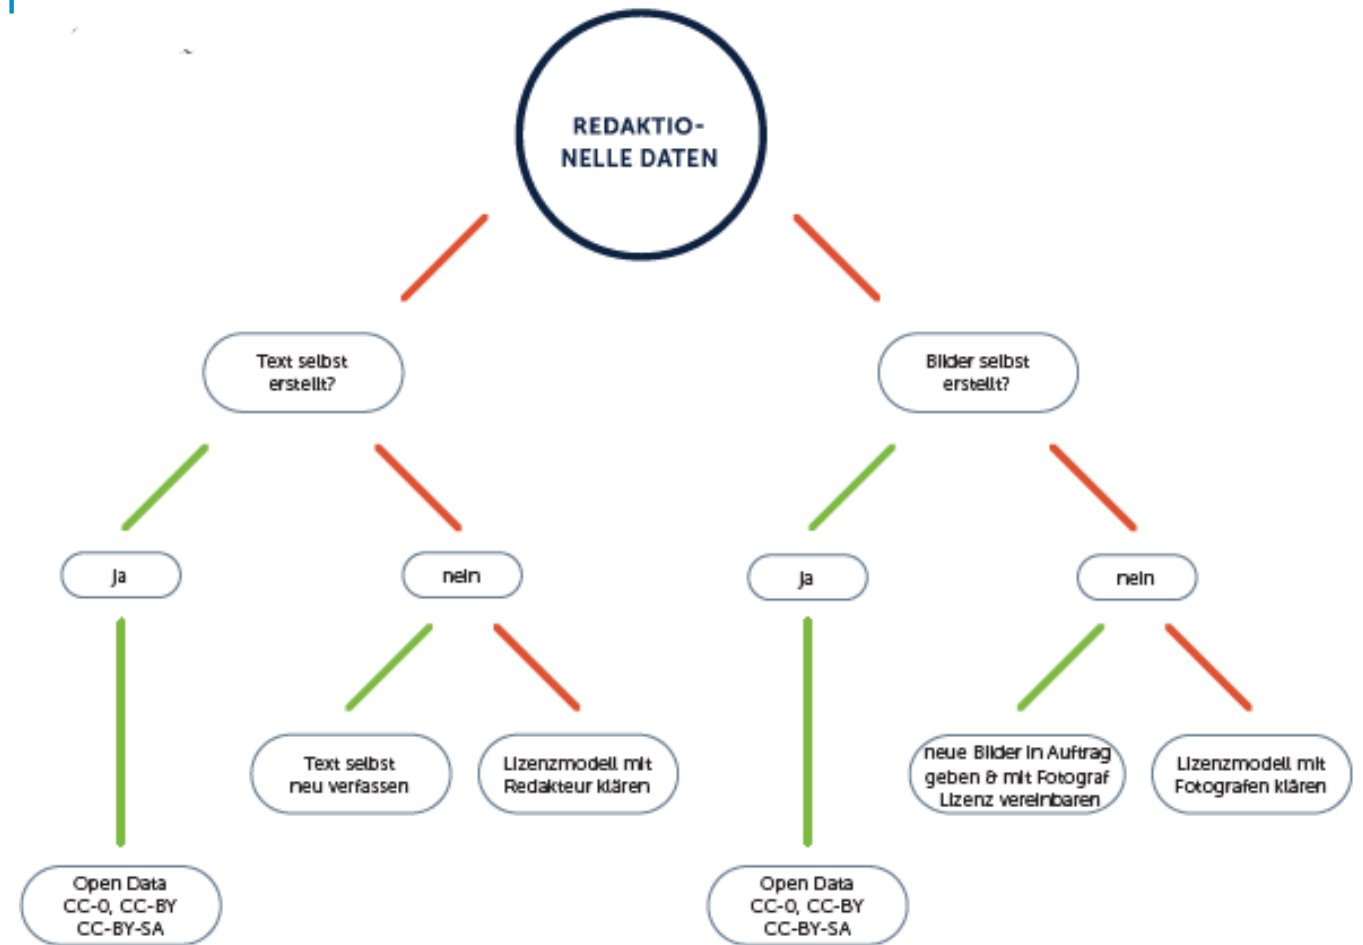 REDAKTIO-
NELLE DATEN
Text selbst
erstellt?
Bilder selbst
erstellt?
Ja
nein
Ja
nein
Text selbst
neu verfassen
Lizenzmodell mit
Redakteur klären
neue Bilder in Auftrag
geben & mit Fotograf
Lizenz vereinbaren
Lizenzmodell mit
Fotografen klären
Open Data
CC-0, CC-BY
CC-BY-SA
Open Data
CC-0, CC-BY
CC-BY-SA